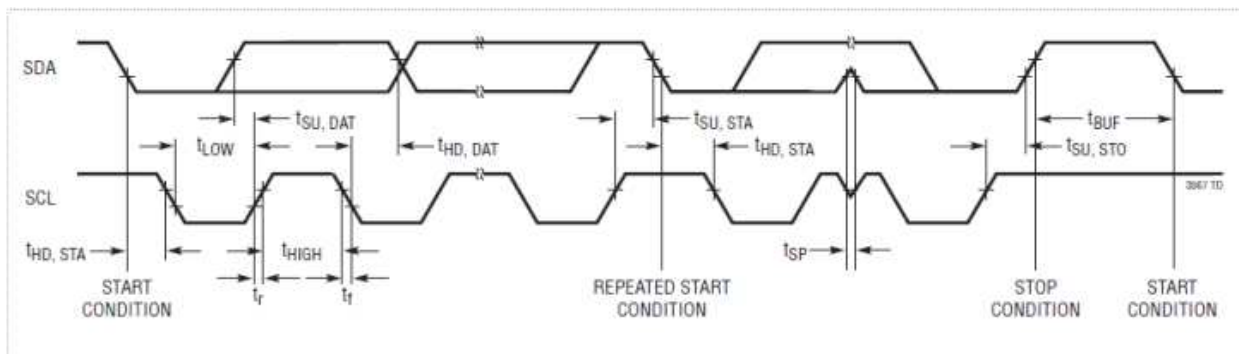 SDA
tSU, DAT
tSU, STA
tBUF
tLOW
tHD, DAT
tHD, STA
tSU, STO
SCL
3867 TD
tHD, STA
tHIGH
tSP
tr
tf
START
CONDITION
REPEATED START
CONDITION
STOP
CONDITION
START
CONDITION